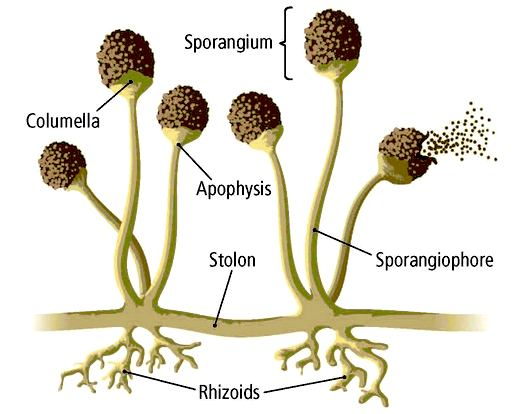 Sporangium
Columella
Apophysis
Stolon
Sporangiophore
Rhizoids